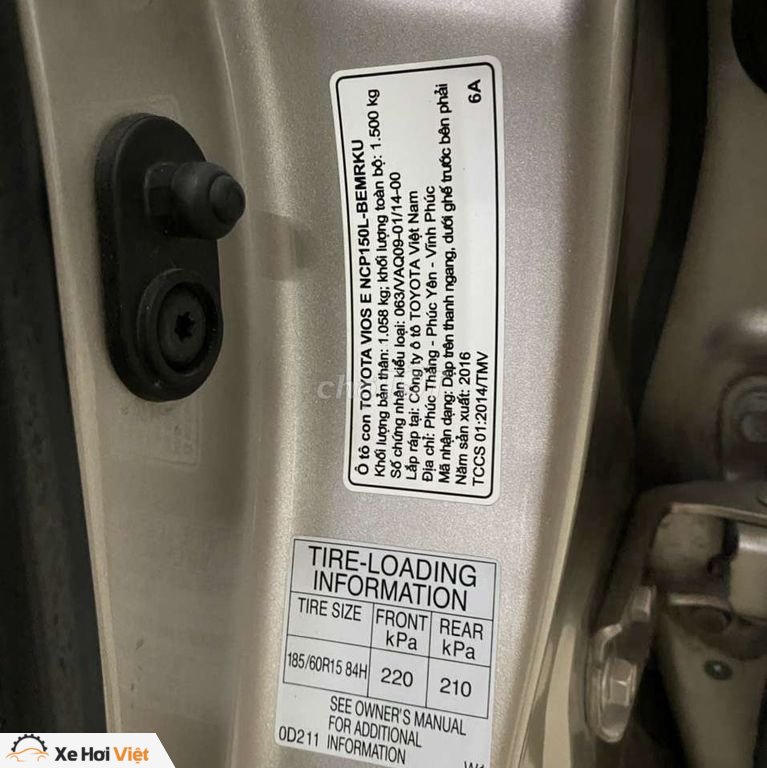 Ô tô con TOYOTA VIOS E NCP150L-BEMRKU
Khối lượng bản thân: 1.058 kg; khối lượng toàn bộ: 1.500 kg
Số chứng nhận kiểu loại: 063/VAQ09-01/14-00
Lắp ráp tại: Công ty ô tô TOYOTA Việt Nam
Địa chỉ: Phúc Thắng - Phúc Yên - Vĩnh Phúc
Mã nhận dạng: Dập trên thanh ngang, dưới ghế trước bên phải
Năm sản xuất: 2016
TCCS 01:2014/TMV 6A
TIRE-LOADING
INFORMATION
TIRE SIZE FRONT kPa REAR kPa
185/60R15 84H 220 210
SEE OWNER'S MANUAL
FOR ADDITIONAL
0D211 INFORMATION
Xe Hơi Việt